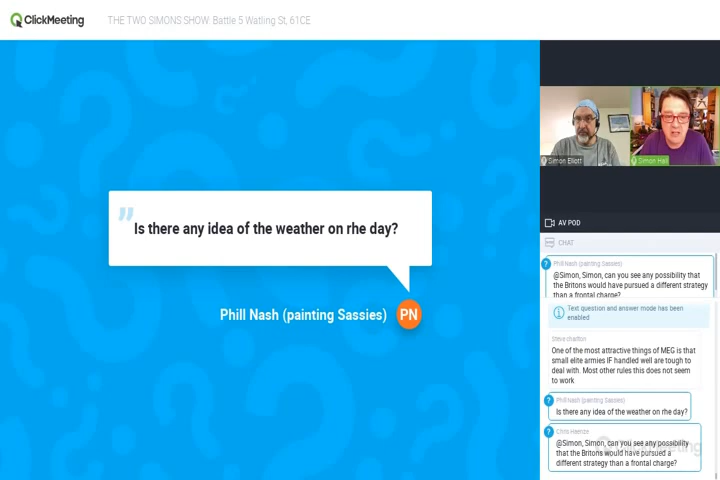 ClickMeeting
THE TWO SIMONS SHOW: Battle 5 Watling St, 61CE
"
Is there any idea of the weather on rhe day?
Phill Nash (painting Sassies)
PN
Simon Elliott
Simon Hall
AV POD
CHAT
?
Phill Nash (painting Sassies)
@Simon, Simon, can you see any possibility
that the Britons would have pursued a different strategy
than a frontal charge?
Text question and answer mode has been
enabled
Steve
One of the most attractive things of MEG is that
small elite armies IF handled well are tough to
deal with. Most other rules this does not seem
to work
?
Phill Nash (painting Sassies)
Is there any idea of the weather on rhe day?
?
Chris
@Simon, Simon, can you see any possibility
that the Britons would have pursued a
different strategy than a frontal charge?
ClickMeeting